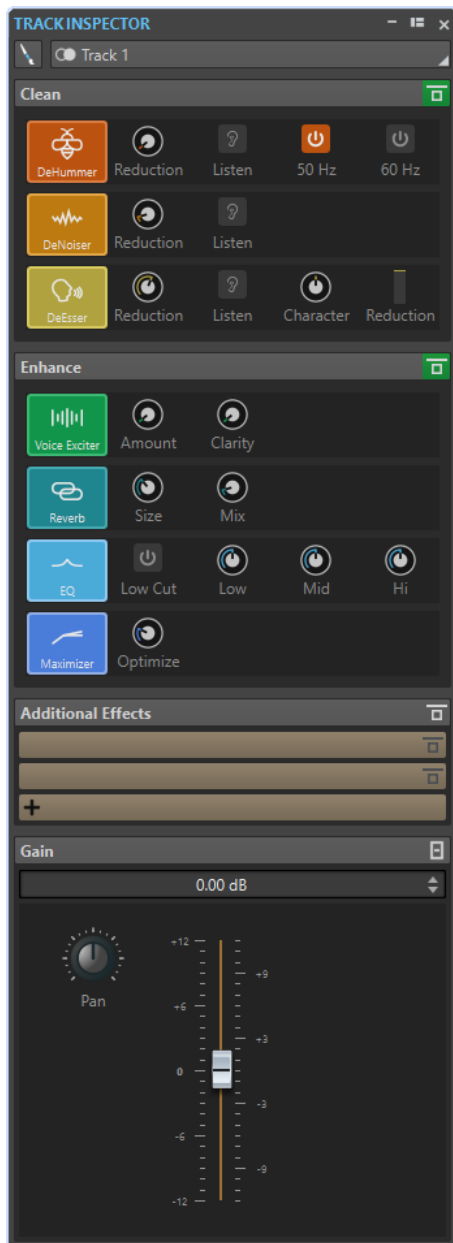 TRACK INSPECTOR
Track 1
Clean
DeHummer Reduction Listen 50 Hz 60 Hz
DeNoiser Reduction Listen
DeEsser Reduction Listen Character Reduction
Enhance
Voice Exciter Amount Clarity
Reverb Size Mix
EQ Low Cut Low Mid Hi
Maximizer Optimize
Additional Effects
Gain
0.00 dB
Pan
+12
+9
+6
+3
0
-3
-6
-9
-12